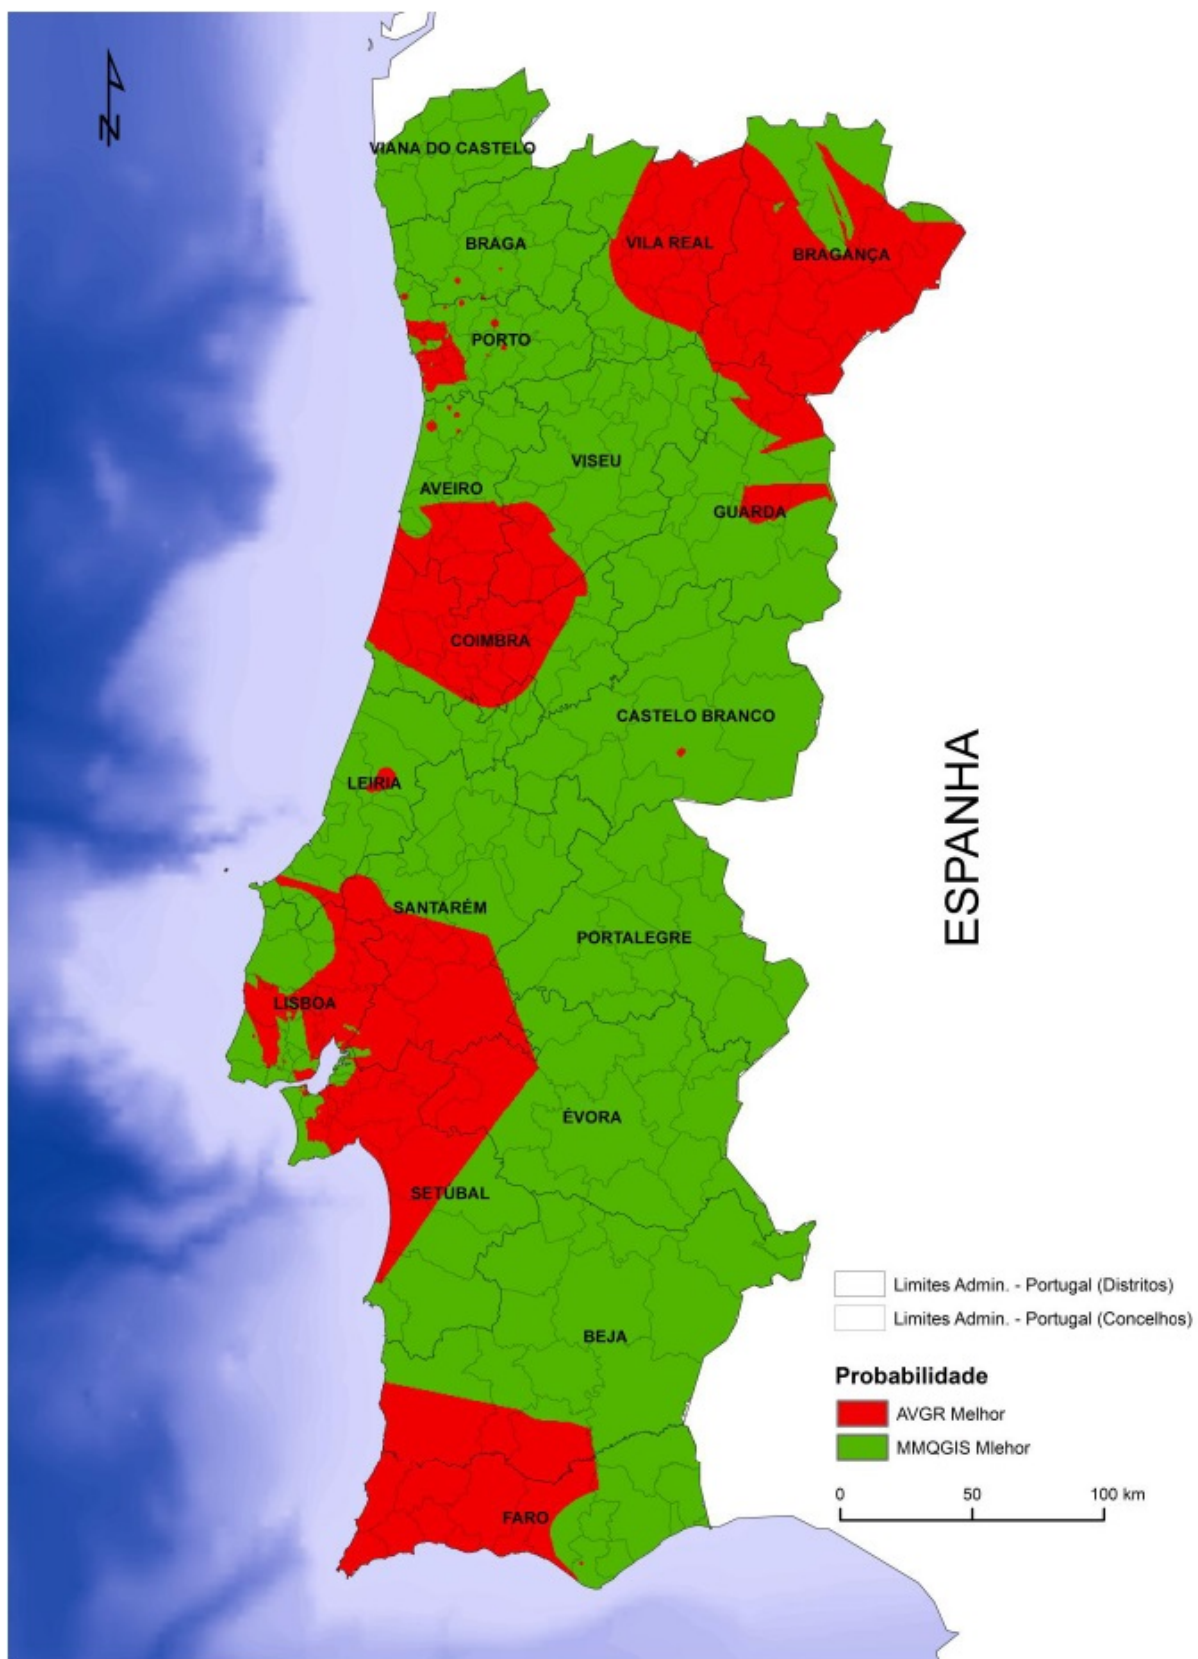 N
VIANA DO CASTELO
BRAGA
VILA REAL
BRAGANÇA
PORTO
VISEU
AVEIRO
GUARDA
COIMBRA
CASTELO BRANCO
LEIRIA
ESPANHA
SANTARÉM
PORTALEGRE
LISBOA
ÉVORA
SETÚBAL
BEJA
FARO
Limites Admin. - Portugal (Distritos)
Limites Admin. - Portugal (Concelhos)
Probabilidade
AVGR Melhor
MMQGIS Mlehor
0 50 100 km